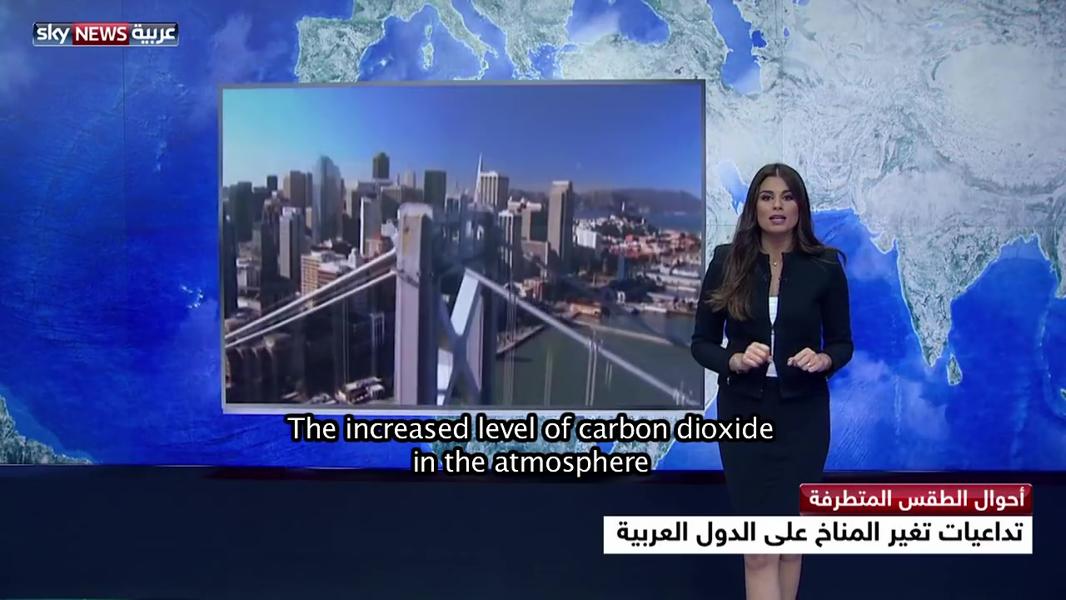 sky NEWS عربية
The increased level of carbon dioxide
in the atmosphere
أحوال الطقس المتطرفة
تداعيات تغير المناخ على الدول العربية